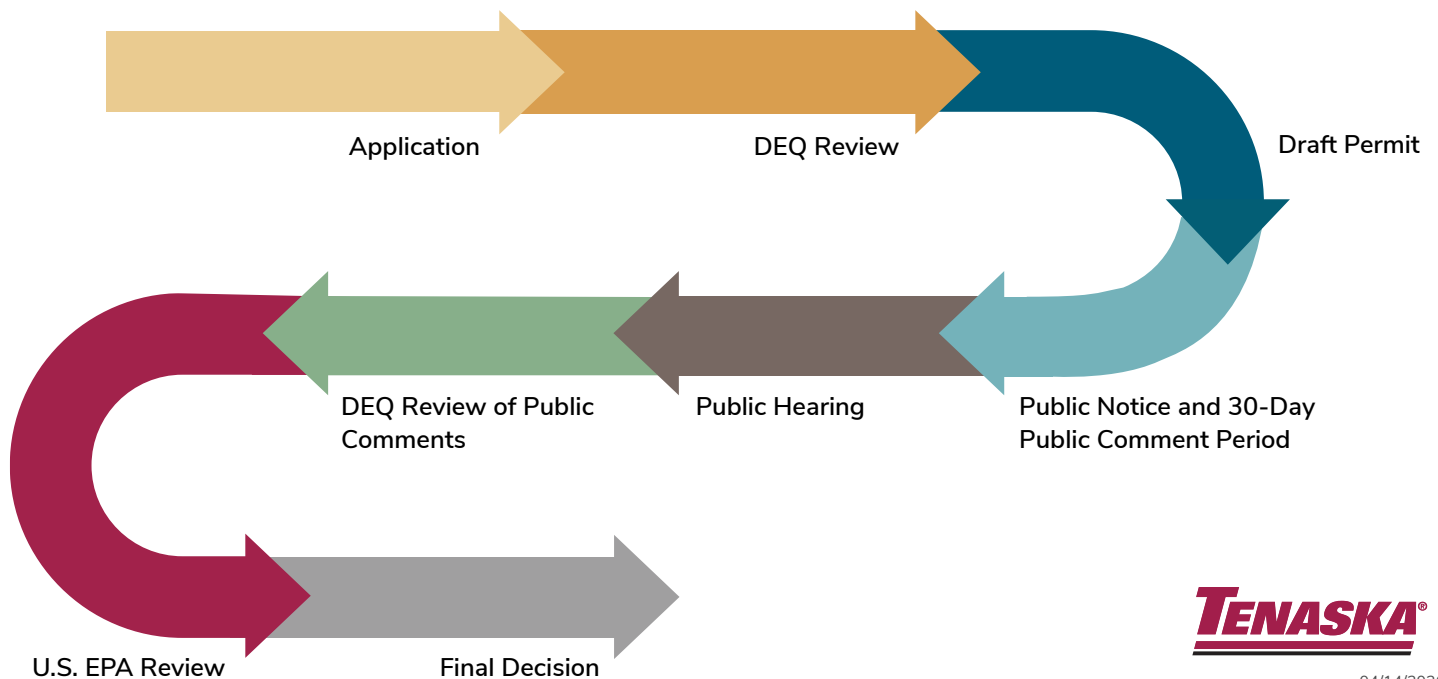 Application
DEQ Review
Draft Permit
DEQ Review of Public
Comments
Public Hearing
Public Notice and 30-Day
Public Comment Period
U.S. EPA Review
Final Decision
TENASKA®